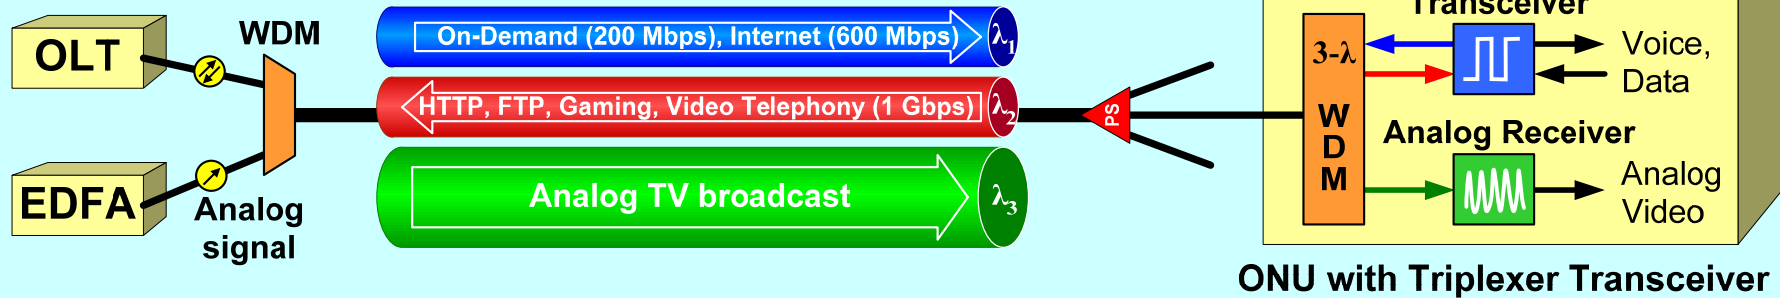 OLT
WDM
EDFA
Analog
signal
On-Demand (200 Mbps), Internet (600 Mbps)
λ1
HTTP, FTP, Gaming, Video Telephony (1 Gbps)
λ2
Analog TV broadcast
λ3
PS
3-λ
W
D
M
Transceiver
Voice,
Data
Analog Receiver
Analog
Video
ONU with Triplexer Transceiver